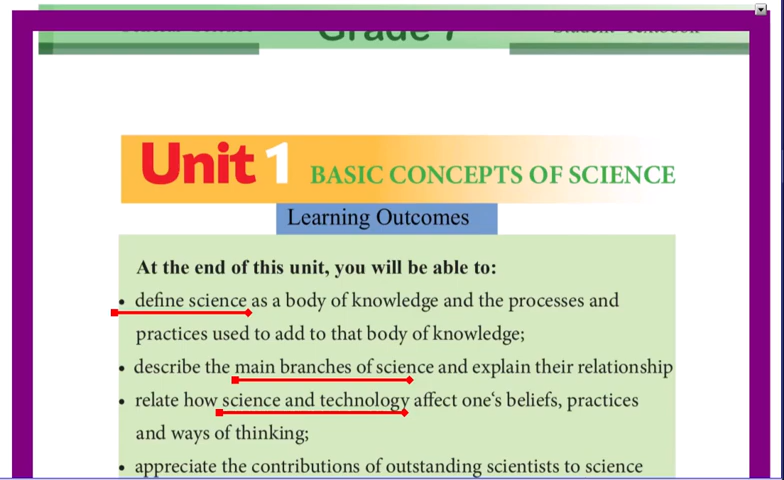 Grade 7
Unit 1 BASIC CONCEPTS OF SCIENCE
Learning Outcomes
At the end of this unit, you will be able to:
• define science as a body of knowledge and the processes and
practices used to add to that body of knowledge;
• describe the main branches of science and explain their relationship
• relate how science and technology affect one‘s beliefs, practices
and ways of thinking;
• appreciate the contributions of outstanding scientists to science